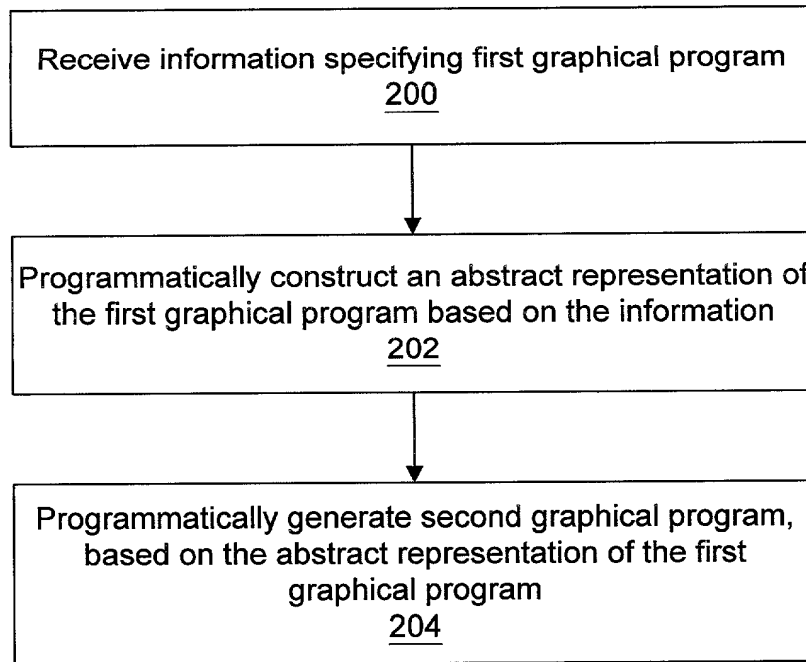 Receive information specifying first graphical program
200
Programmatically construct an abstract representation of
the first graphical program based on the information
202
Programmatically generate second graphical program,
based on the abstract representation of the first
graphical program
204